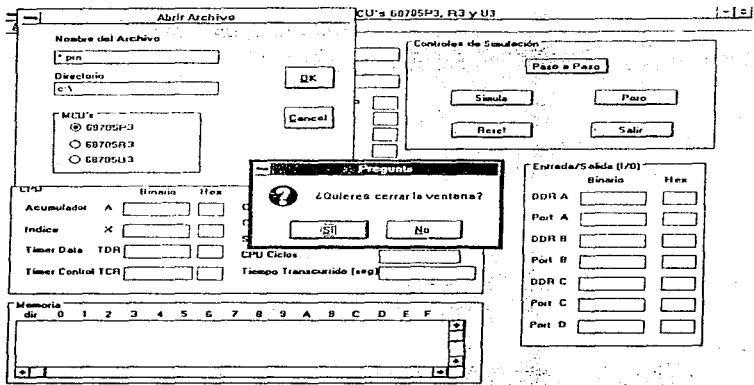 Abrir Archivo
CU's 68705P3, R3 y U3
Nombre del Archivo
*.prn
Directorio
c:\
OK
Cancel
MCU's
68705P3
68705R3
68705U3
Controles de Simulación
Paso a Paso
Simula
Paro
Reset
Salir
Pregunta
¿Quieres cerrar la ventana?
Sí
No
CPU
Binario Hex
Acumulador A
Indice X
Timer Data TDR
Timer Control TCR
CPU Ciclos
Tiempo Transcurrido (seg)
Entrada/Salida (I/O)
Binario Hex
DDR A
Port A
DDR B
Port B
DDR C
Port C
Port D
Memoria
dir 0 1 2 3 4 5 6 7 8 9 A B C D E F